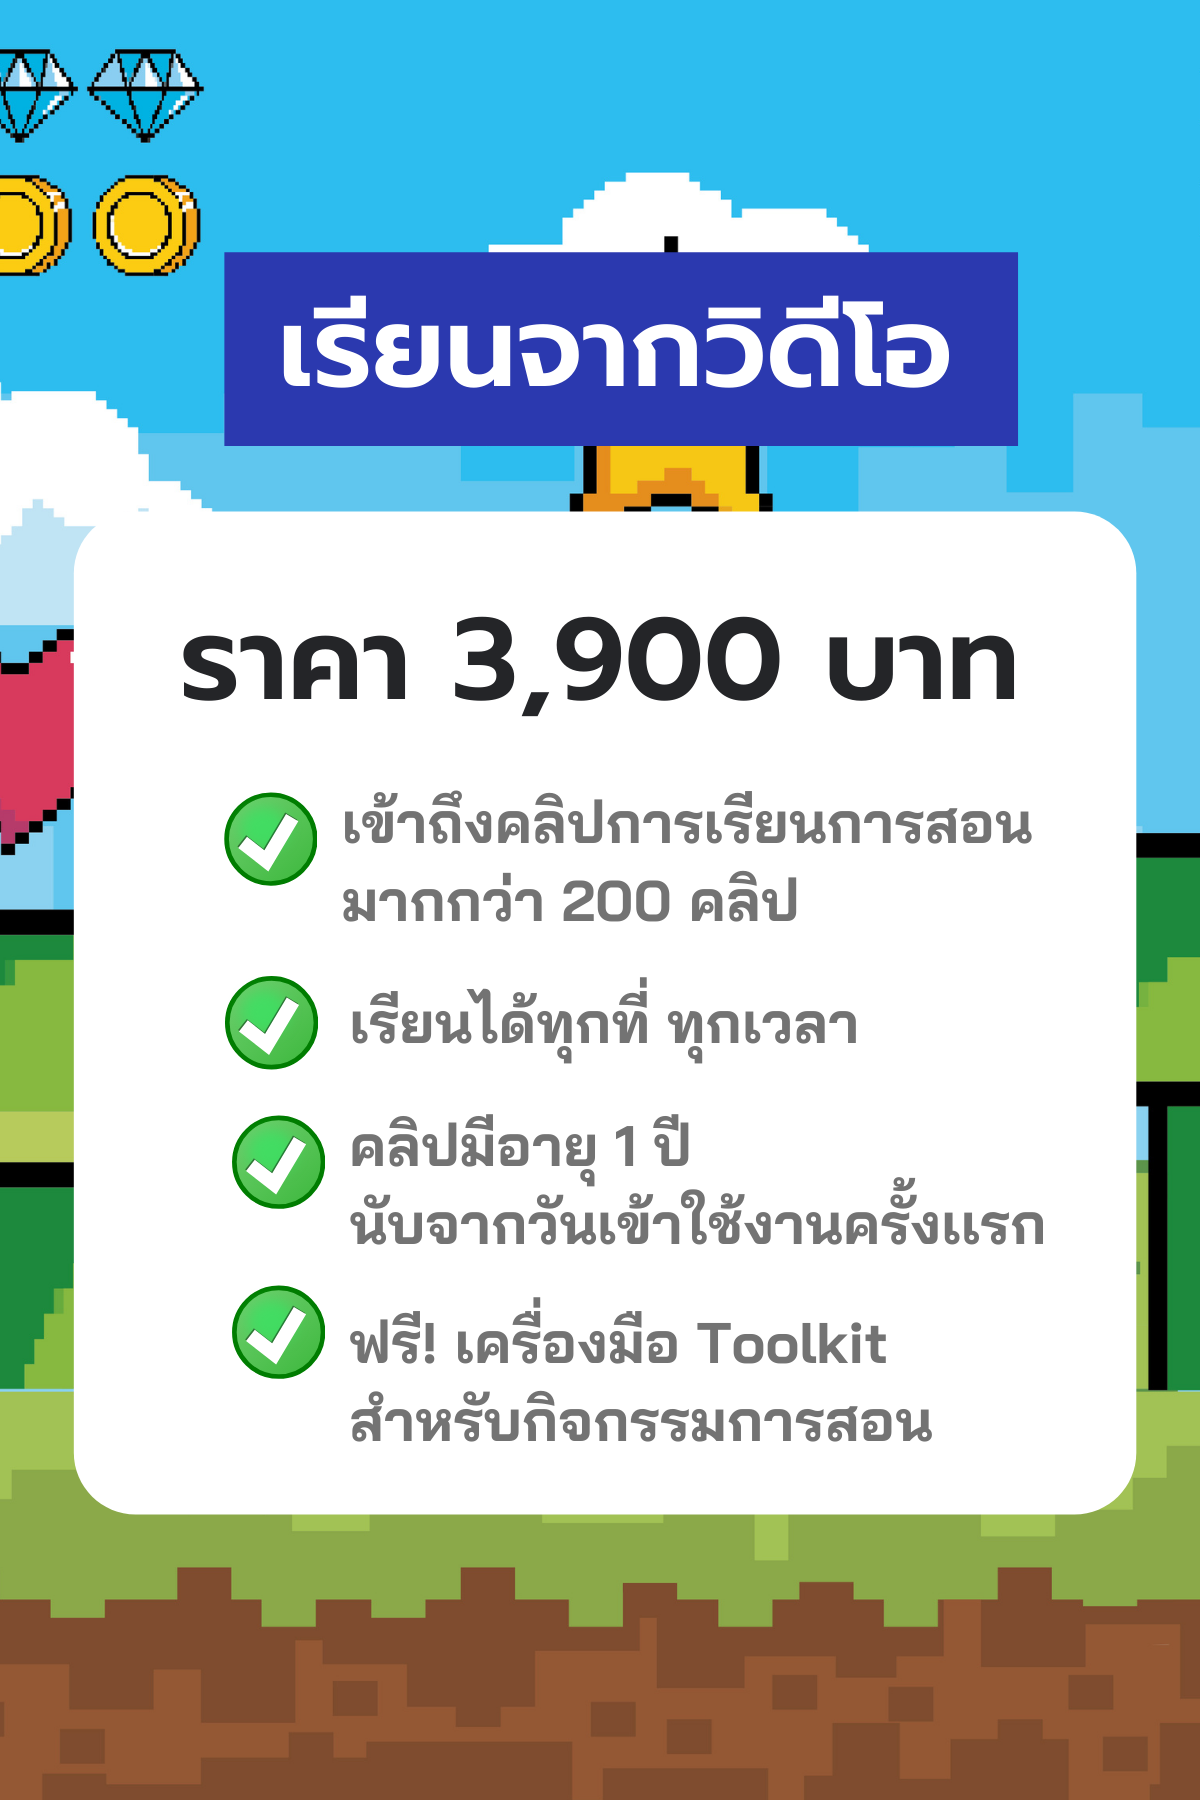 เรียนจากวิดีโอ
ราคา 3,900 บาท
เข้าถึงคลิปการเรียนการสอน
มากกว่า 200 คลิป
เรียนได้ทุกที่ ทุกเวลา
คลิปมีอายุ 1 ปี
นับจากวันเข้าใช้งานครั้งแรก
ฟรี! เครื่องมือ Toolkit
สำหรับกิจกรรมการสอน